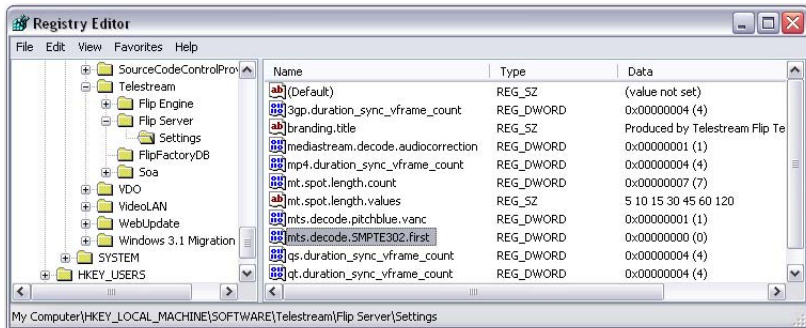 Registry Editor
File Edit View Favorites Help
SourceCodeControlProv
Telestream
Flip Engine
Flip Server
Settings
FlipFactoryDB
Soa
VDO
VideoLAN
WebUpdate
Windows 3.1 Migration
SYSTEM
HKEY_USERS
Name Type Data
(Default) REG_SZ (value not set)
3gp.duration_sync_vframe_count REG_DWORD 0x00000004 (4)
branding.title REG_SZ Produced by Telestream Flip Te
mediastream.decode.audiocorrection REG_DWORD 0x00000001 (1)
mp4.duration_sync_vframe_count REG_DWORD 0x00000004 (4)
mt.spot.length.count REG_DWORD 0x00000007 (7)
mt.spot.length.values REG_SZ 5 10 15 30 45 60 120
mts.decode.pitchblue.vanc REG_DWORD 0x00000001 (1)
mts.decode.SMPTE302.first REG_DWORD 0x00000000 (0)
qs.duration_sync_vframe_count REG_DWORD 0x00000004 (4)
qt.duration_sync_vframe_count REG_DWORD 0x00000004 (4)
My Computer\HKEY_LOCAL_MACHINE\SOFTWARE\Telestream\Flip Server\Settings